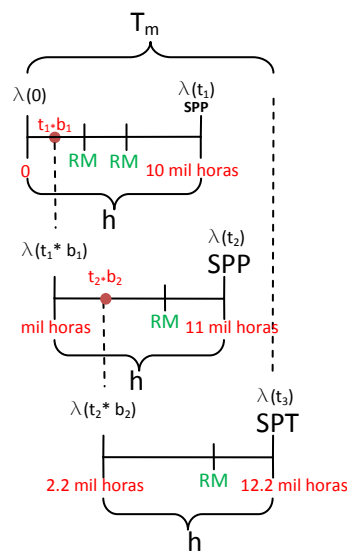 Tₘ
λ(0)
λ(t₁)
SPP
t₁*b₁
RM RM
0 10 mil horas
h
λ(t₁* b₁)
λ(t₂)
SPP
t₂*b₂
mil horas RM 11 mil horas
h
λ(t₂* b₂)
λ(t₃)
SPT
2.2 mil horas RM 12.2 mil horas
h